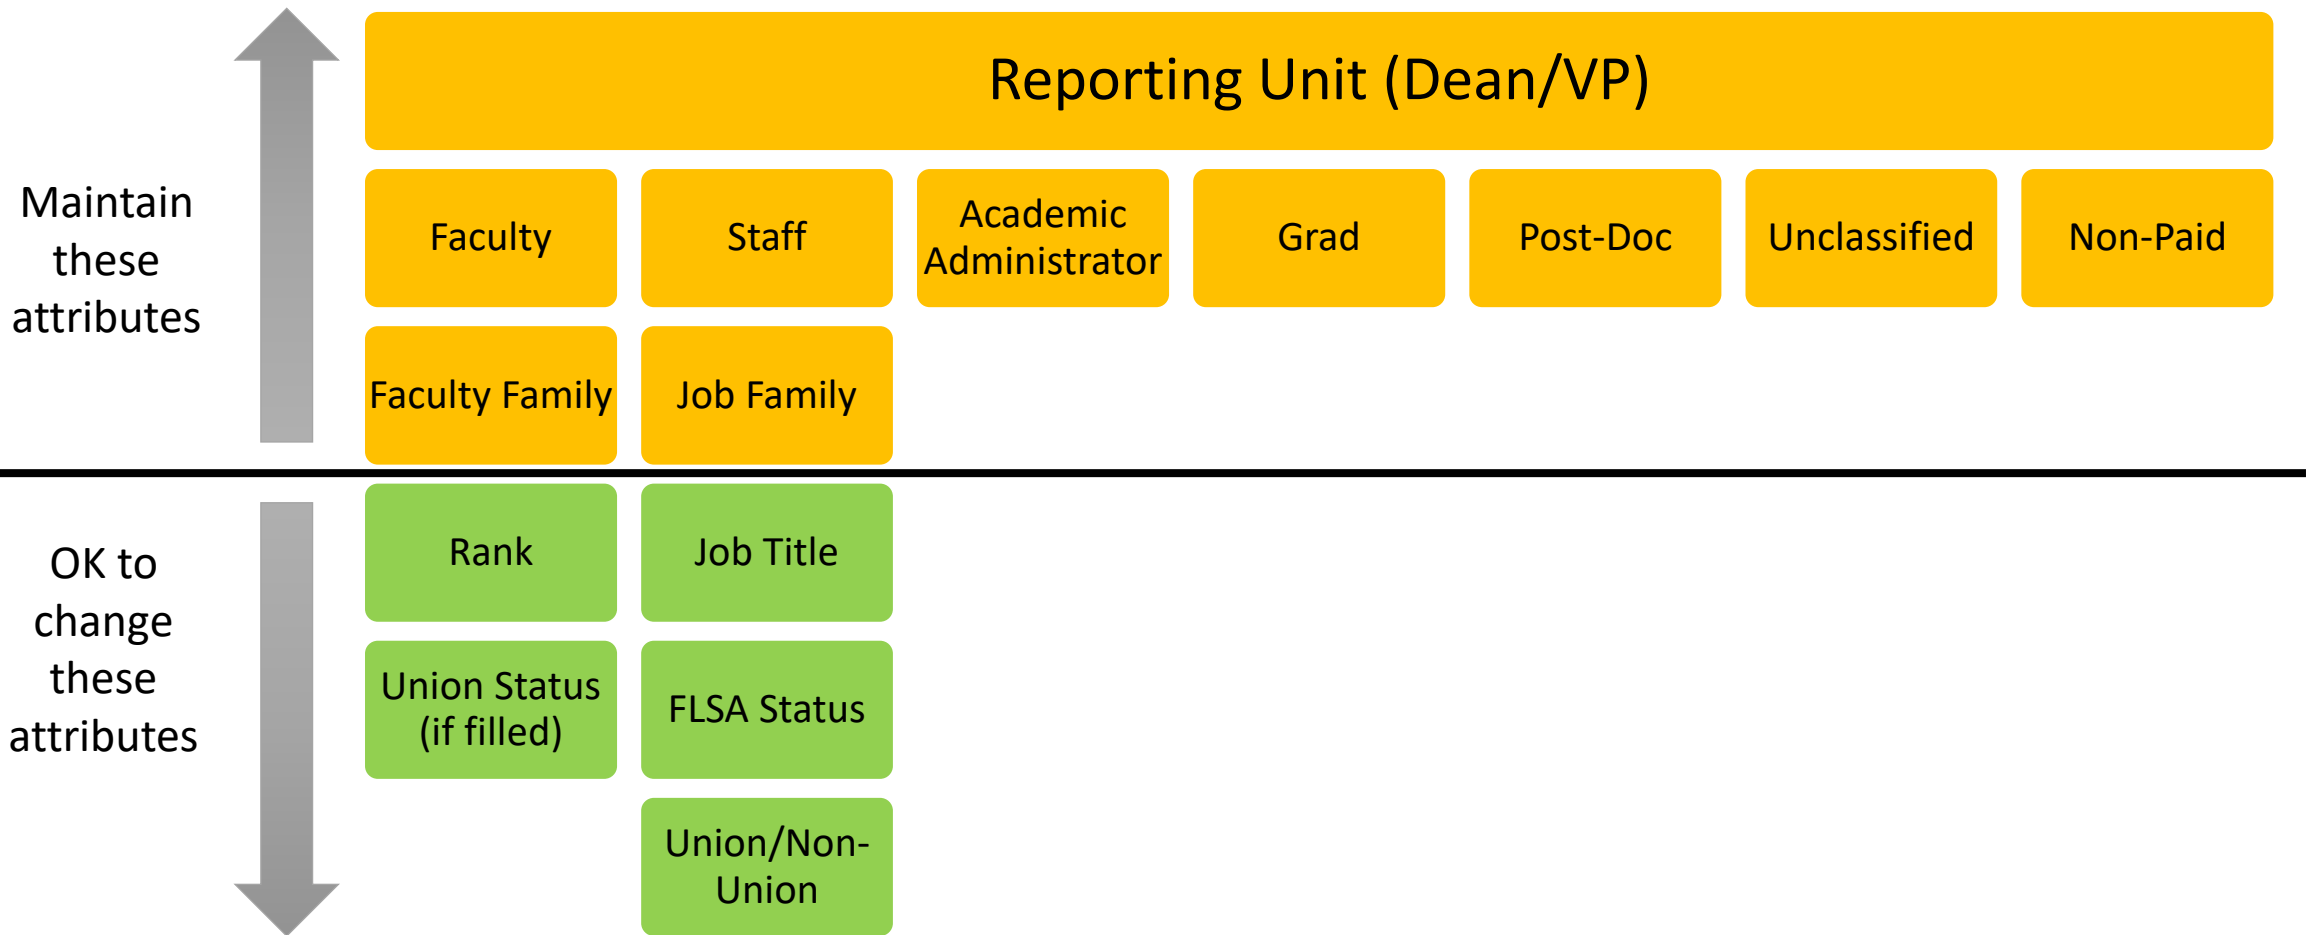 Reporting Unit (Dean/VP)
Maintain
these
attributes
Faculty
Staff
Academic
Administrator
Grad
Post-Doc
Unclassified
Non-Paid
Faculty Family
Job Family
OK to
change
these
attributes
Rank
Job Title
Union Status
(if filled)
FLSA Status
Union/Non-
Union